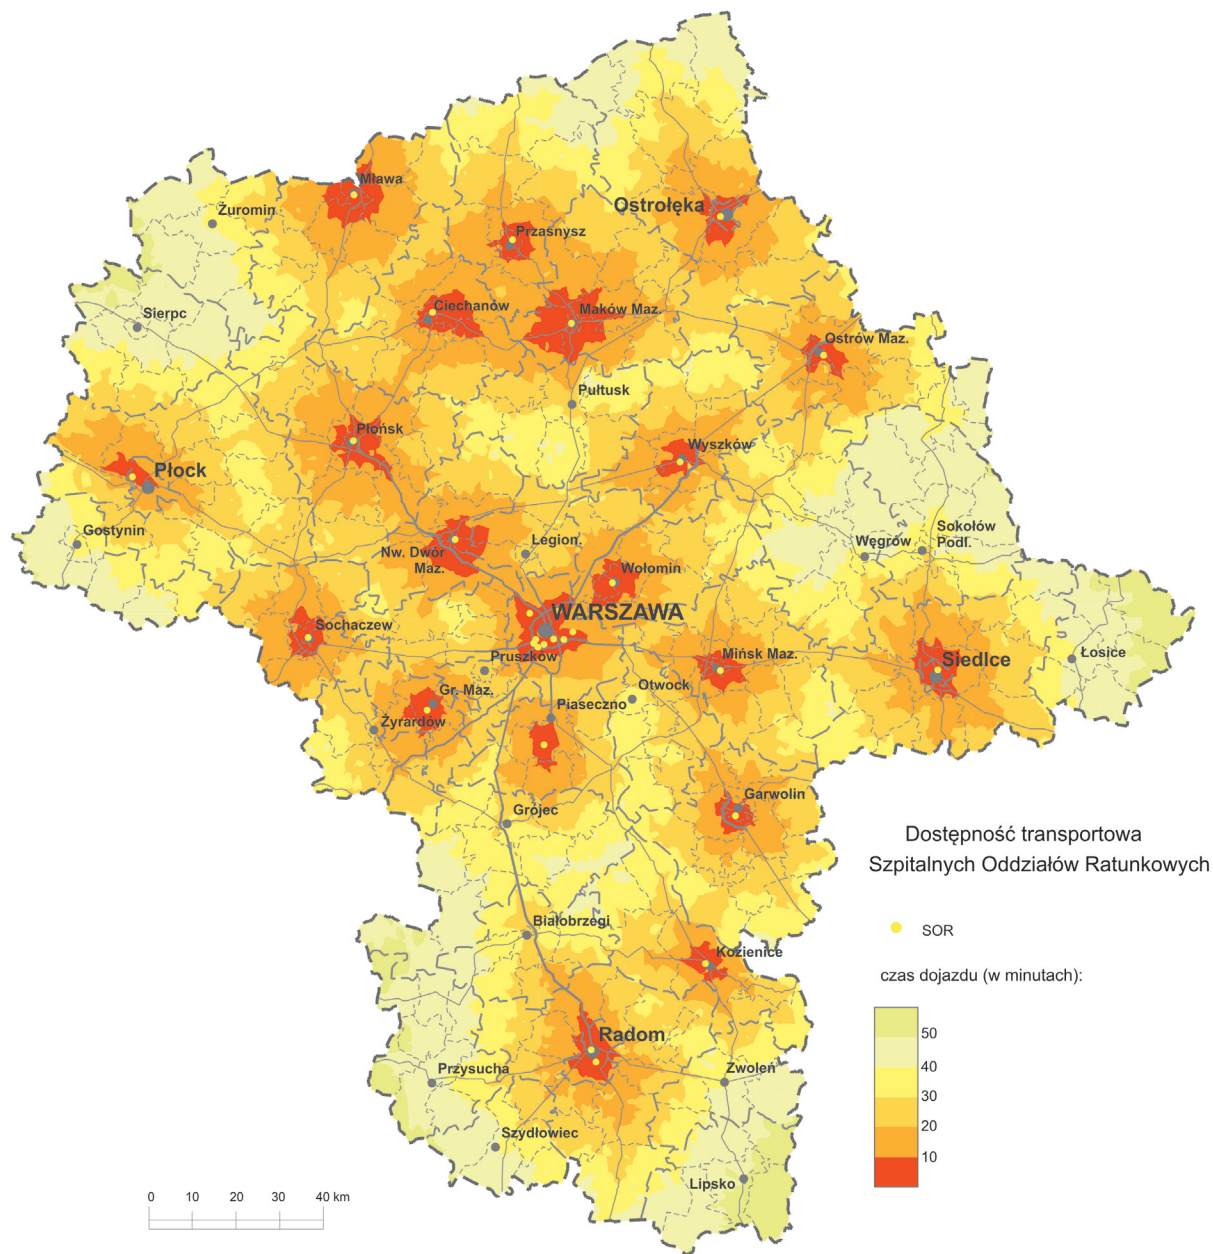 Mława
Żuromin
Ostrołęka
Przasnysz
Ciechanów
Maków Maz.
Sierpc
Ostrów Maz.
Pułtusk
Płońsk
Wyszków
Płock
Gostynin
Sokołów
Podl.
Węgrów
Legion.
Nw. Dwór
Maz.
Wołomin
WARSZAWA
Sochaczew
Pruszków
Mińsk Maz.
Siedlce
Łosice
Gr. Maz.
Otwock
Piaseczno
Żyrardów
Garwolin
Grójec
Dostępność transportowa
Szpitalnych Oddziałów Ratunkowych
SOR
Białobrzegi
Kozienice
czas dojazdu (w minutach):
50
40
30
20
10
Radom
Przysucha
Zwoleń
Szydłowiec
Lipsko
0 10 20 30 40 km